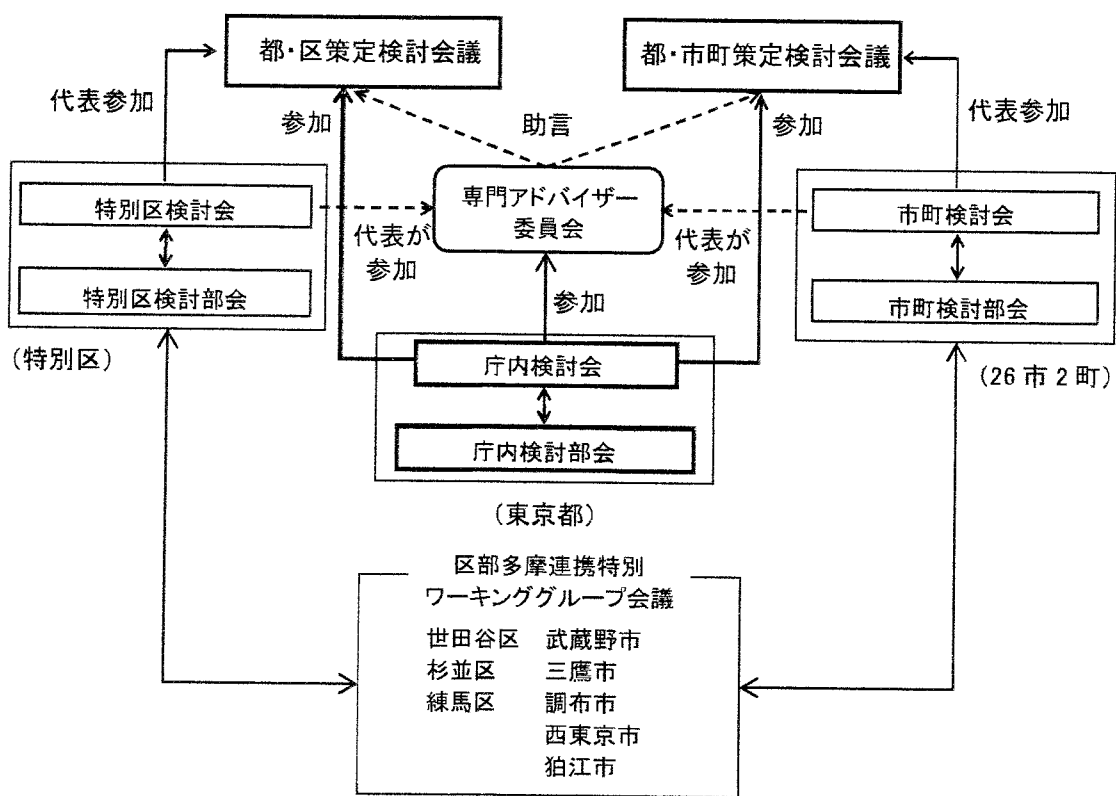 都・区策定検討会議
都・市町策定検討会議
代表参加
参加
助言
参加
代表参加
専門アドバイザー
委員会
特別区検討会
特別区検討部会
(特別区)
代表が
参加
代表が
参加
市町検討会
市町検討部会
(26市2町)
参加
庁内検討会
庁内検討部会
(東京都)
区部多摩連携特別
ワーキンググループ会議
世田谷区 武蔵野市
杉並区 三鷹市
練馬区 調布市
西東京市
狛江市